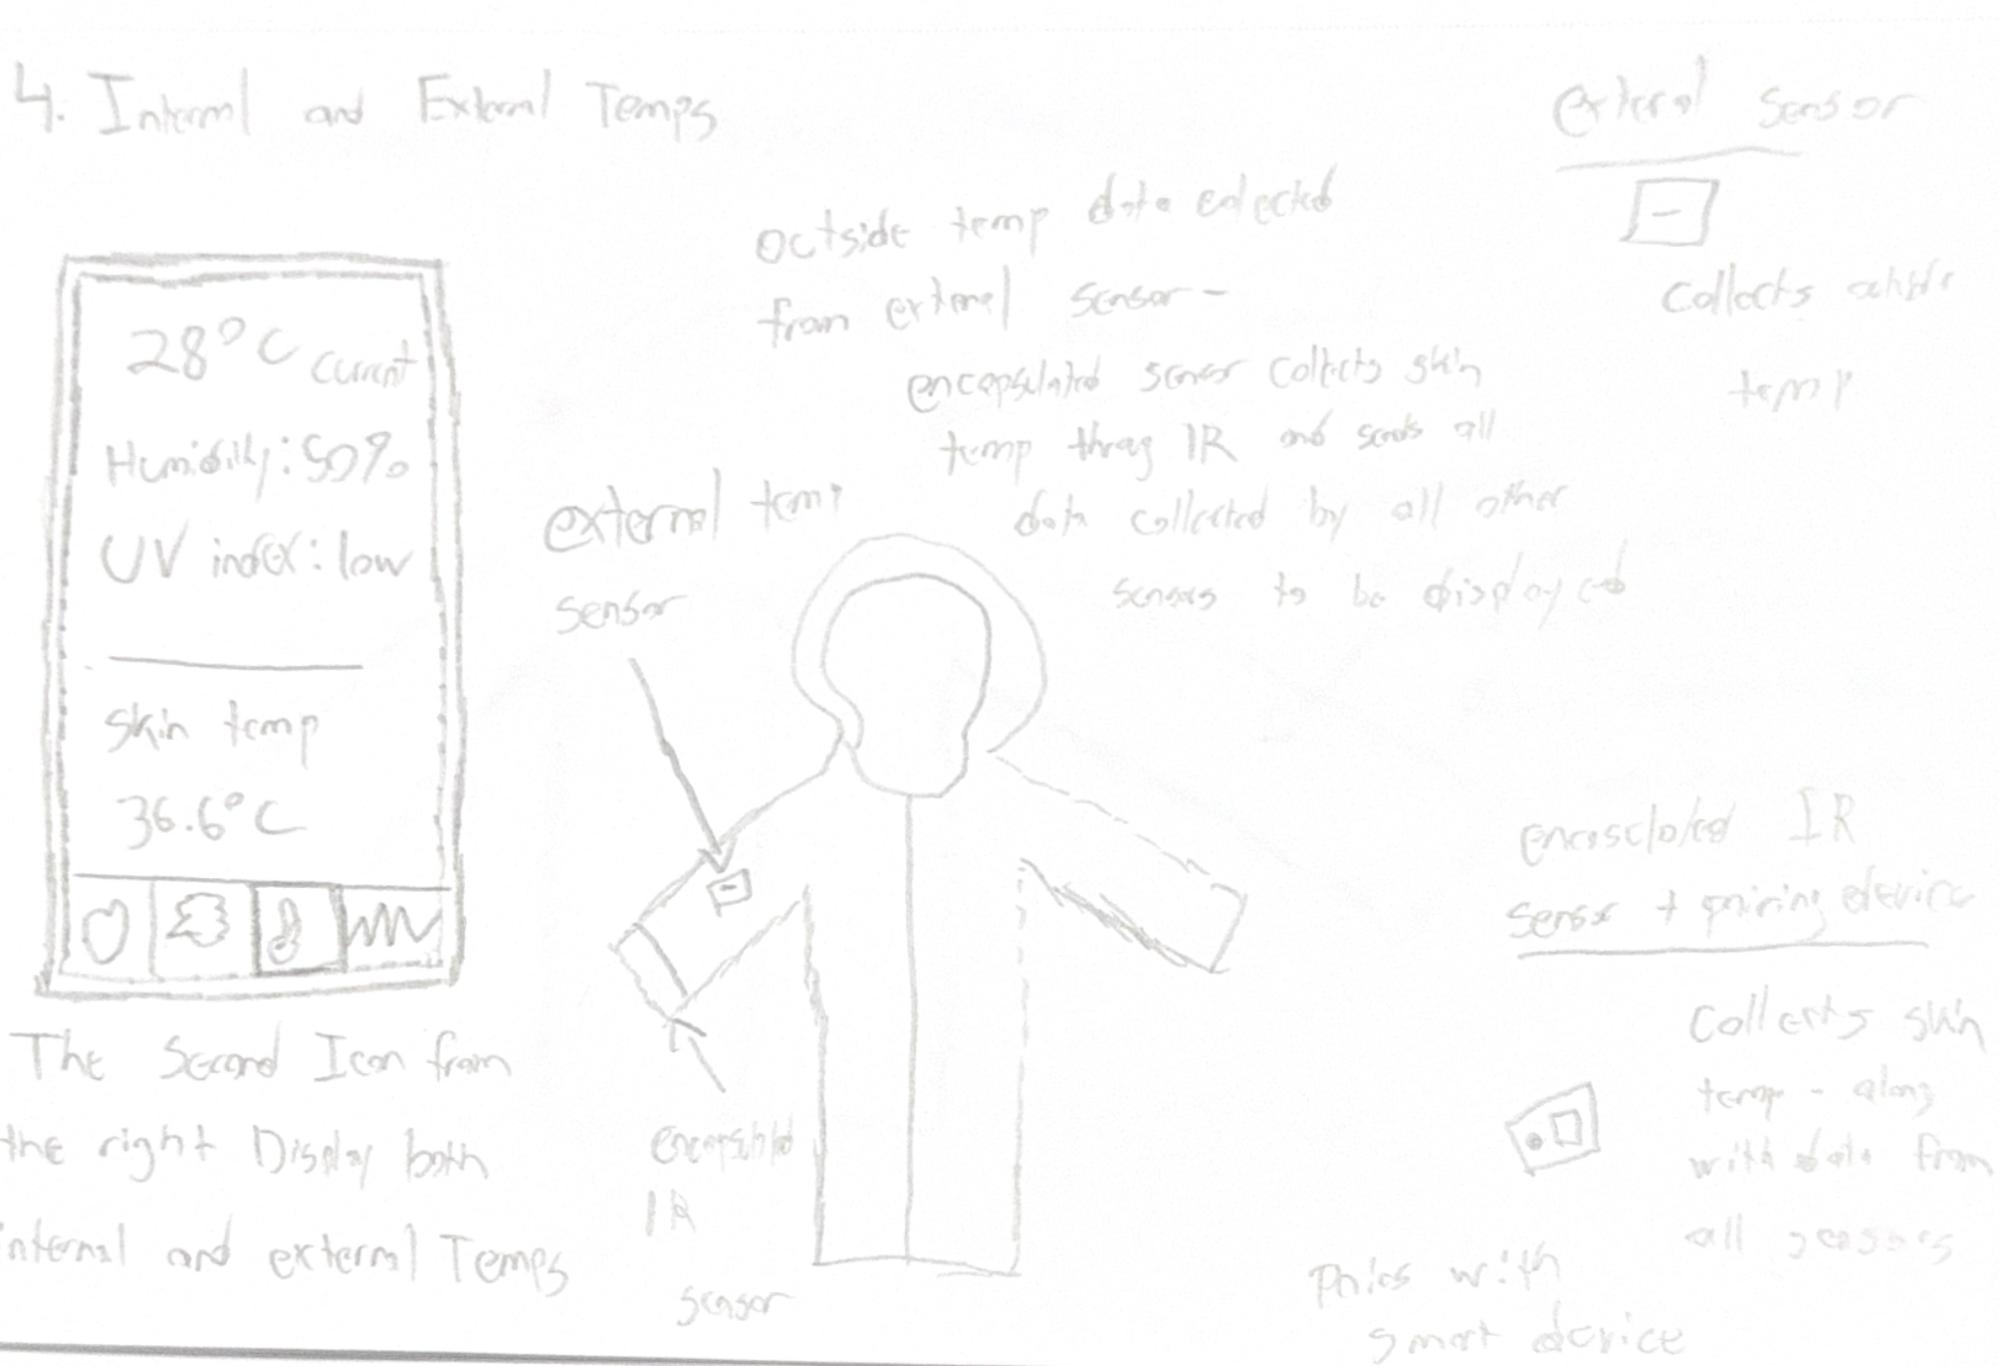 4. Internal and External Temps
28°C current
Humidity: 50%
UV index: low
skin temp
36.6°C
The Second Icon from
the right Display both
internal and external Temps
outside temp data collected
from external sensor -
encapsulated sensor collects skin
temp throg IR and sends all
data collected by all other
sensors to be displayed
external temp
sensor
encapsulated
IR
sensor
external sensor
collects outside
temp
IR
sensor + pairing device
collects skin
temp - along
with data from
all sensors
Pairs with
smart device